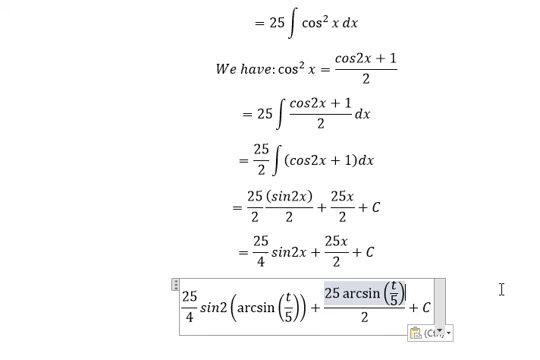 = 25 ∫ cos² x dx
We have: cos² x = (cos2x + 1)/2
= 25 ∫ (cos2x + 1)/2 dx
= 25/2 ∫ (cos2x + 1)dx
= 25/2 (sin2x)/2 + 25x/2 + C
= 25/4 sin2x + 25x/2 + C
25/4 sin2(arcsin(t/5)) + 25 arcsin(t/5)/2 + C